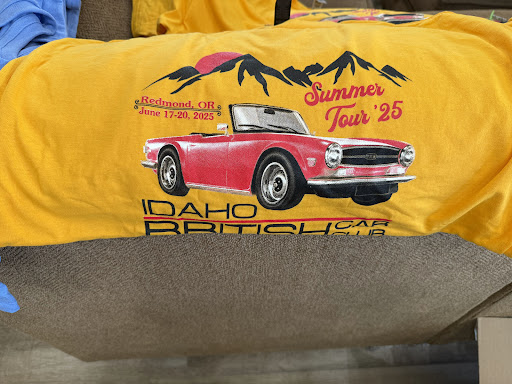 Summer
Tour '25
Redmond, OR
June 17-20, 2025
IDAHO
BRITISH CAR
CLUB